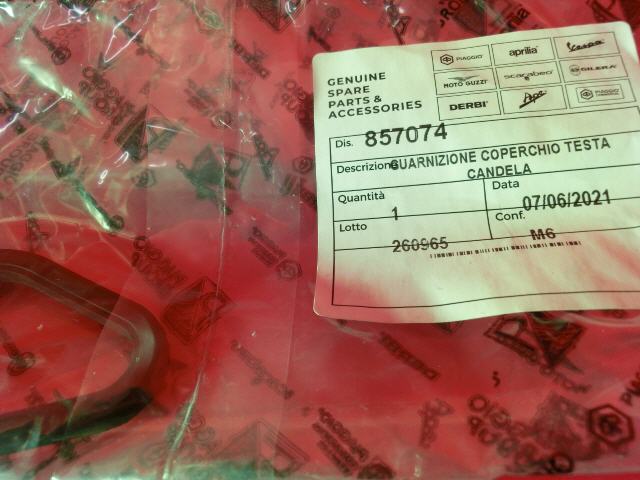 GENUINE
SPARE
PARTS &
ACCESSORIES
PIAGGIO aprilia Vespa
MOTO GUZZI scarabeo GILERA
DERBI Ape PIAGGIO
Dis. 857074
Descrizione GUARNIZIONE COPERCHIO TESTA
CANDELA
Quantità 1
Data 07/06/2021
Lotto 260965
Conf. M6